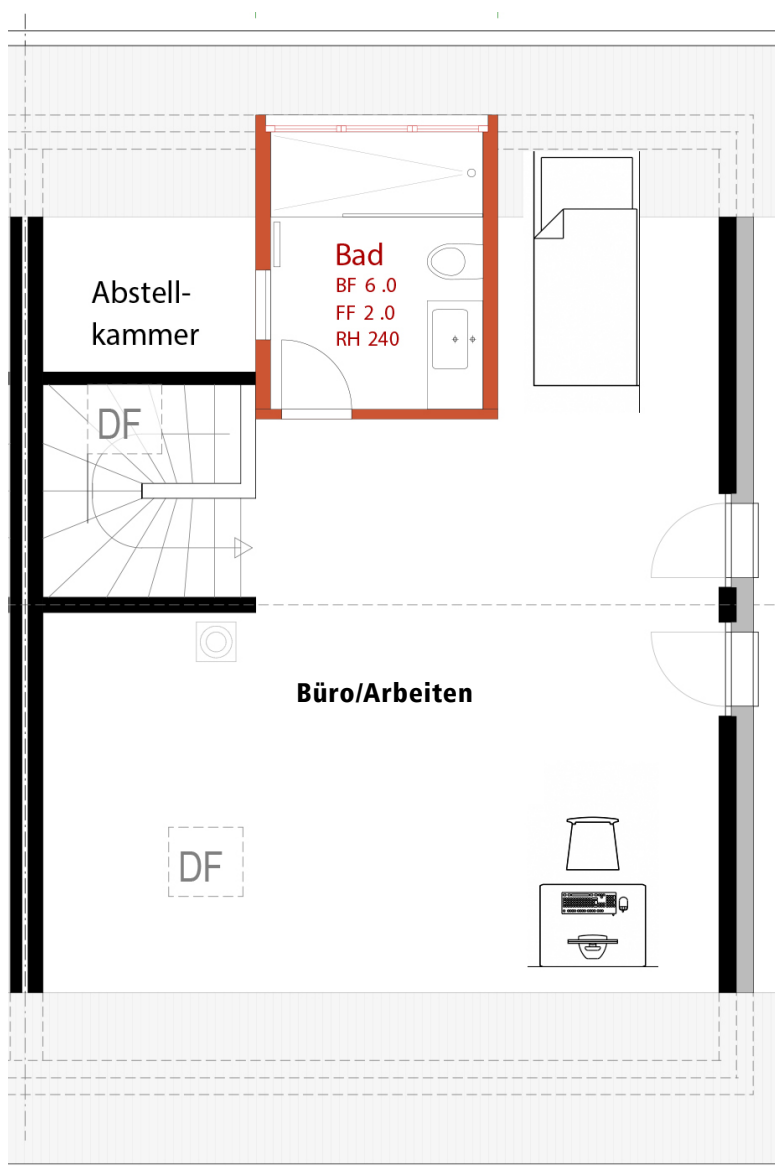 Bad
BF 6 .0
FF 2 .0
RH 240
Abstell-
kammer
DF
Büro/Arbeiten
DF